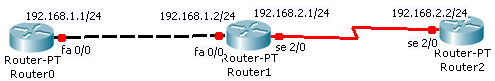 192.168.1.1/24
192.168.1.2/24
192.168.2.1/24
192.168.2.2/24
Router-PT
Router0
fa 0/0
fa 0/0
Router-PT
Router1
se 2/0
se 2/0
Router-PT
Router2